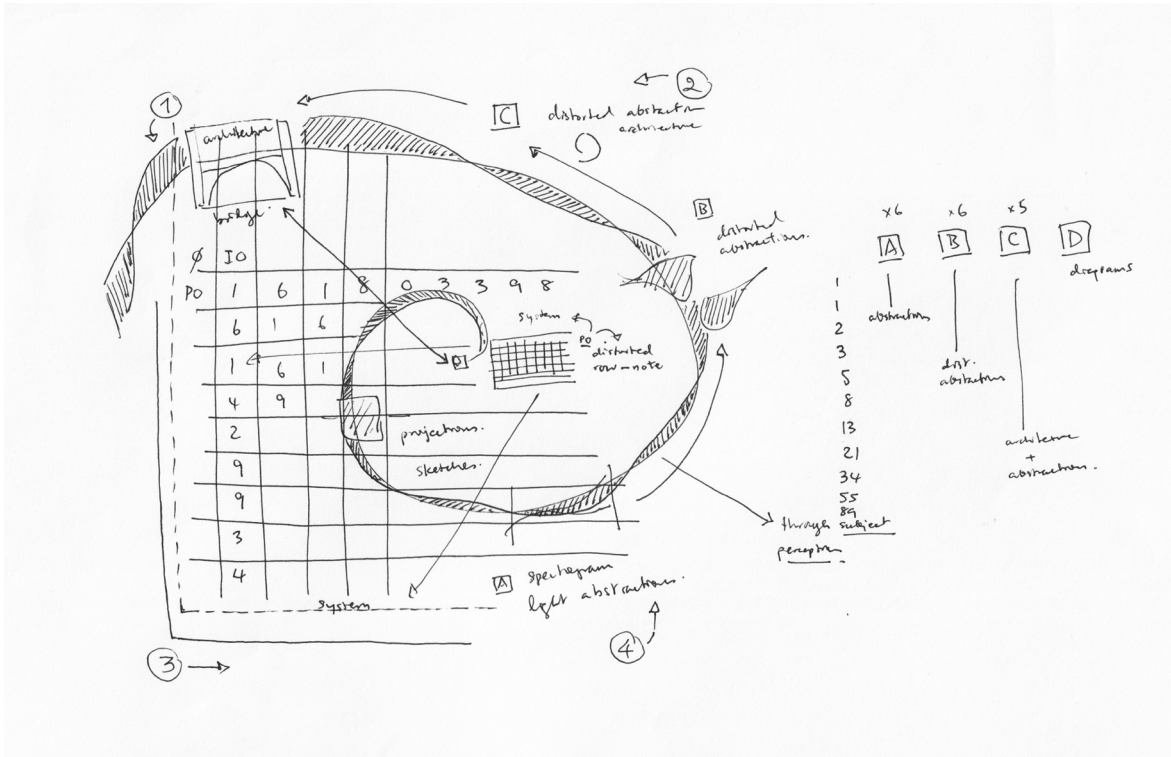 1
2
architecture
bridge.
C distorted abstraction
architecture
B
distorted
abstractions.
Ø IO
PO 1 6 1 8 0 3 3 9 8
6 1 6
1 6 1
4 9
2
9
9
3
4
system
PO
distorted
row-note
D
projections.
sketches.
through subject
perception
A spectrogram
light abstractions.
system
3
4
x6 x6 x5
A B C D
diagrams
abstractions
dist.
abstractions
architecture
+
abstractions.
1
1
2
3
5
8
13
21
34
55
89